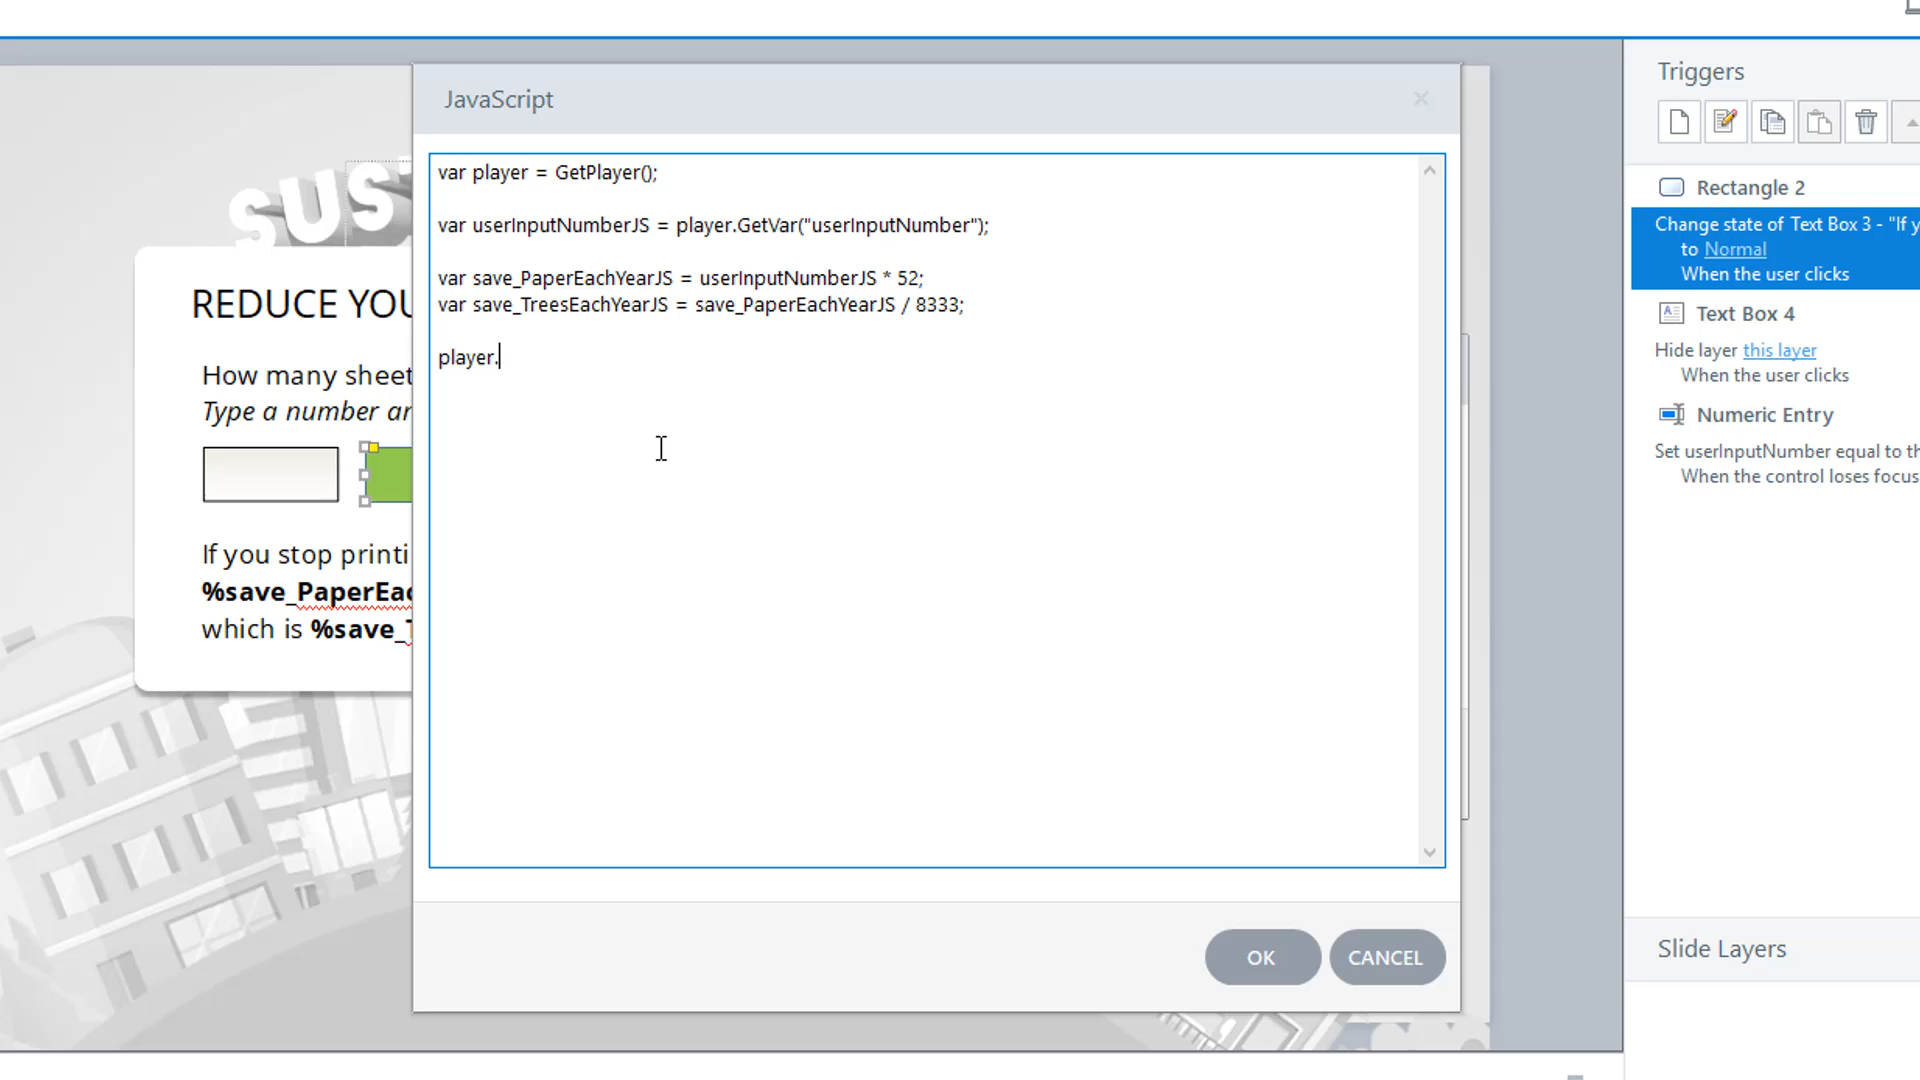 JavaScript
var player = GetPlayer();
var userInputNumberJS = player.GetVar("userInputNumber");
var save_PaperEachYearJS = userInputNumberJS * 52;
var save_TreesEachYearJS = save_PaperEachYearJS / 8333;
player.
OK
CANCEL
SUS
REDUCE YOU
How many sheet
Type a number an
If you stop printi
%save_PaperEac
which is %save_T
Triggers
Rectangle 2
Change state of Text Box 3 - "If y
to Normal
When the user clicks
Text Box 4
Hide layer this layer
When the user clicks
Numeric Entry
Set userInputNumber equal to th
When the control loses focus
Slide Layers